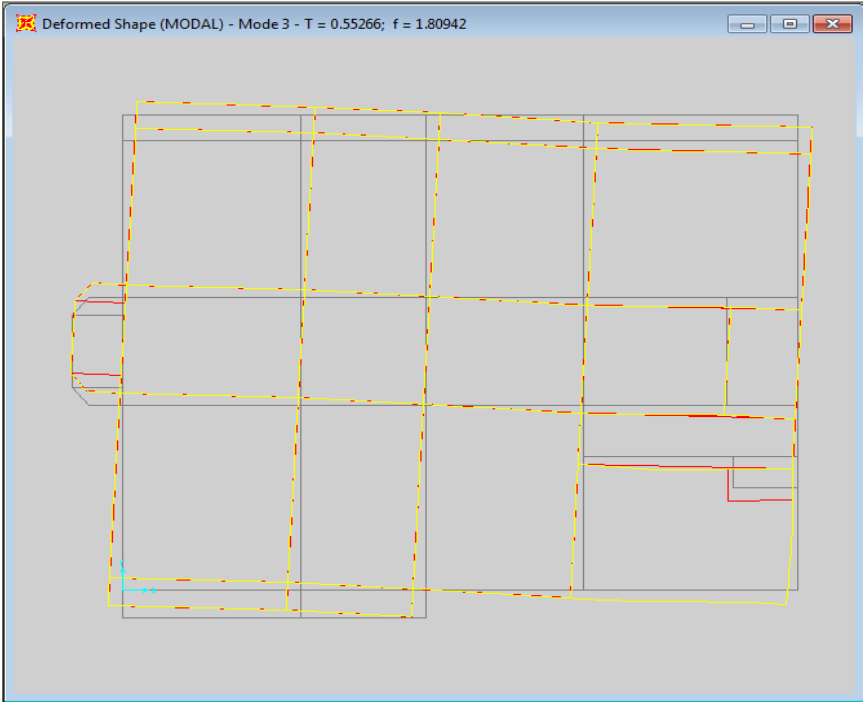 Deformed Shape (MODAL) - Mode 3 - T = 0.55266; f = 1.80942